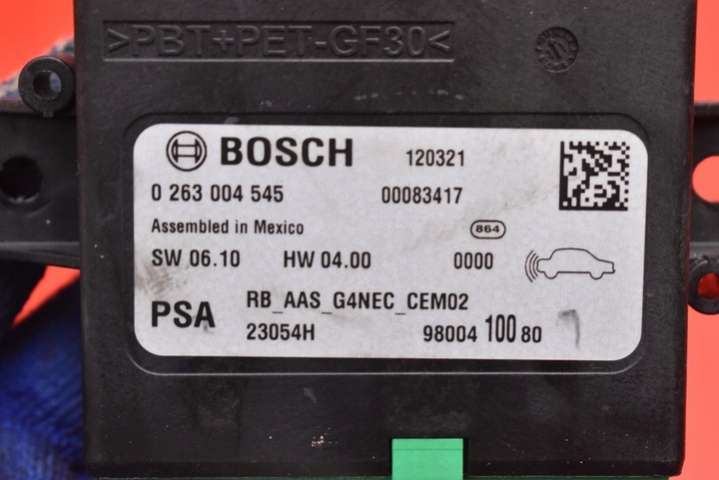 >PBT+PET-GF30<
BOSCH 120321
0 263 004 545 00083417
Assembled in Mexico 864
SW 06.10 HW 04.00 0000
PSA RB_AAS_G4NEC_CEM02
23054H 98004 100 80